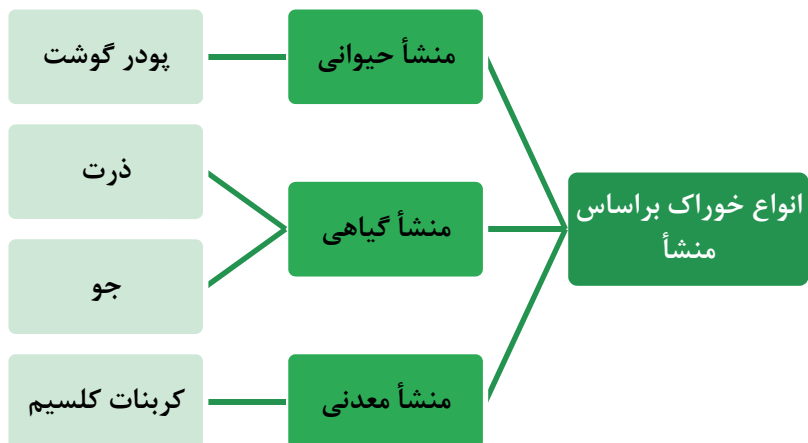 انواع خوراک براساس
منشأ
منشأ حیوانی
پودر گوشت
منشأ گیاهی
ذرت
جو
منشأ معدنی
کربنات کلسیم